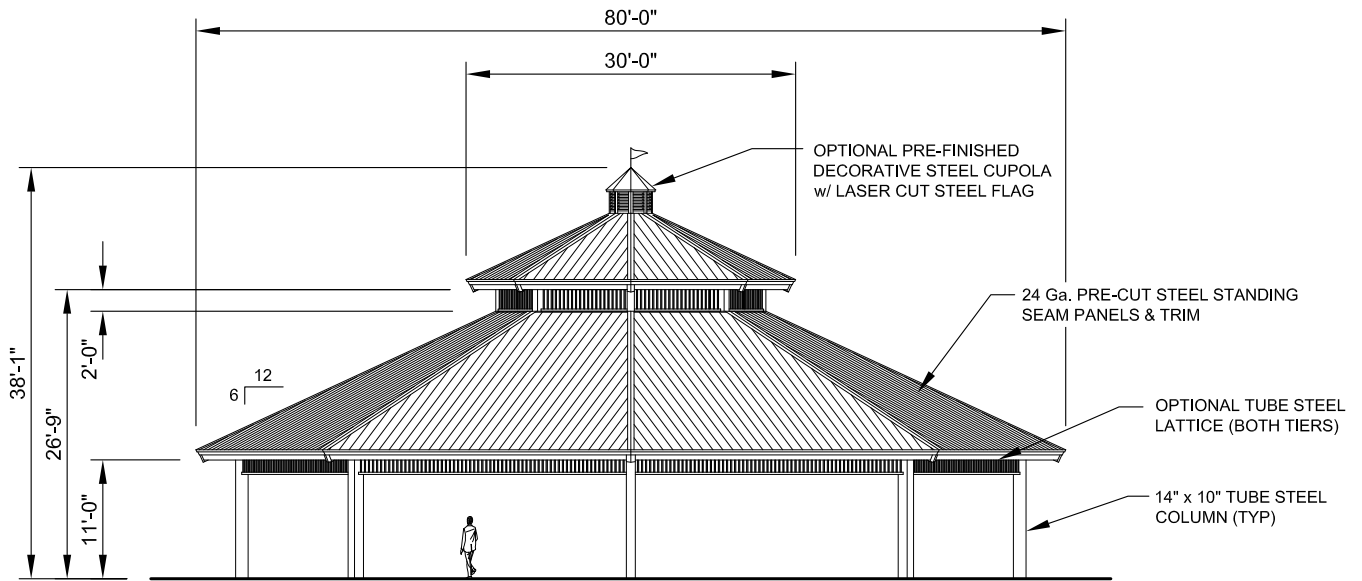 80'-0"
30'-0"
OPTIONAL PRE-FINISHED
DECORATIVE STEEL CUPOLA
w/ LASER CUT STEEL FLAG
24 Ga. PRE-CUT STEEL STANDING
SEAM PANELS & TRIM
38'-1"
2'-0"
12
6
26'-9"
OPTIONAL TUBE STEEL
LATTICE (BOTH TIERS)
11'-0"
14" x 10" TUBE STEEL
COLUMN (TYP)